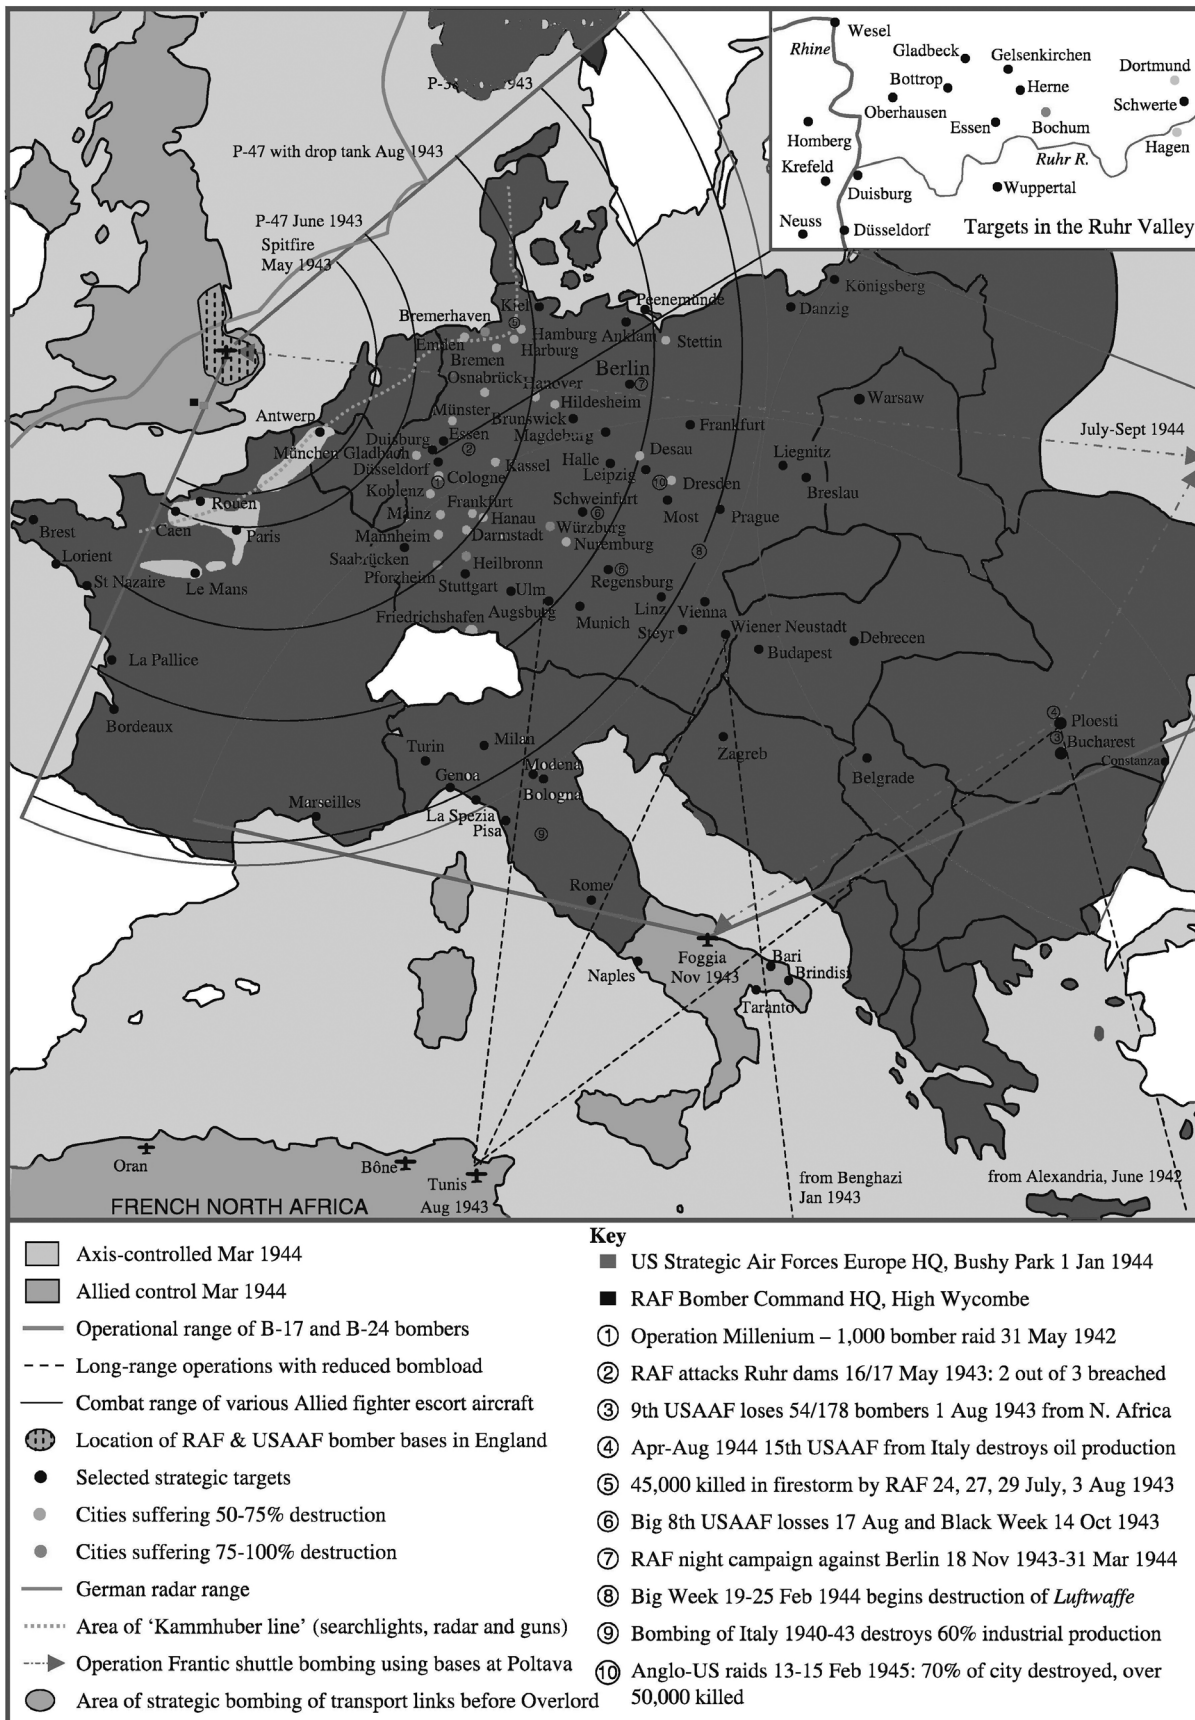 Wesel
Rhine
Gladbeck
Gelsenkirchen
Dortmund
Bottrop
Herne
Oberhausen
Schwerte
Homberg
Essen
Bochum
Hagen
Ruhr R.
Krefeld
Duisburg
Wuppertal
Neuss
Düsseldorf
Targets in the Ruhr Valley
1943
P-47 with drop tank Aug 1943
P-47 June 1943
Spitfire
May 1943
Königsberg
Danzig
Peenemünde
Kiel
⑤
Bremerhaven
Hamburg
Anklam
Emden
Harburg
Stettin
Bremen
Osnabrück
Hanover
Berlin
⑦
Hildesheim
Warsaw
Münster
Brunswick
Antwerp
Magdeburg
Frankfurt
July-Sept 1944
Duisburg
Essen
②
München Gladbach
Desau
Liegnitz
Düsseldorf
Kassel
Halle
Leipzig
① Cologne
⑩ Dresden
Breslau
Koblenz
Frankfurt
Schweinfurt
Rouen
Mainz
Hanau
⑥
Most
Prague
Brest
Caen
Paris
Würzburg
Mannheim
Darmstadt
Nuremburg
Lorient
Saarbrücken
Heilbronn
⑧
Pforzheim
St Nazaire
Le Mans
Stuttgart
Ulm
⑥
Regensburg
Friedrichshafen
Augsburg
Munich
Linz
Vienna
Steyr
Wiener Neustadt
Debrecen
Budapest
La Pallice
Bordeaux
④ Ploesti
③ Bucharest
Turin
Milan
Zagreb
Constanza
Belgrade
Genoa
Modena
Bologna
Marseilles
La Spezia
Pisa
⑨
Rome
Foggia
Nov 1943
Bari
Naples
Brindisi
Taranto
Oran
Bône
Tunis
Aug 1943
from Benghazi
Jan 1943
from Alexandria, June 1942
FRENCH NORTH AFRICA
Axis-controlled Mar 1944
Allied control Mar 1944
Operational range of B-17 and B-24 bombers
Long-range operations with reduced bombload
Combat range of various Allied fighter escort aircraft
Location of RAF & USAAF bomber bases in England
Selected strategic targets
Cities suffering 50-75% destruction
Cities suffering 75-100% destruction
German radar range
Area of ‘Kammhuber line’ (searchlights, radar and guns)
Operation Frantic shuttle bombing using bases at Poltava
Area of strategic bombing of transport links before Overlord
Key
US Strategic Air Forces Europe HQ, Bushy Park 1 Jan 1944
RAF Bomber Command HQ, High Wycombe
① Operation Millenium – 1,000 bomber raid 31 May 1942
② RAF attacks Ruhr dams 16/17 May 1943: 2 out of 3 breached
③ 9th USAAF loses 54/178 bombers 1 Aug 1943 from N. Africa
④ Apr-Aug 1944 15th USAAF from Italy destroys oil production
⑤ 45,000 killed in firestorm by RAF 24, 27, 29 July, 3 Aug 1943
⑥ Big 8th USAAF losses 17 Aug and Black Week 14 Oct 1943
⑦ RAF night campaign against Berlin 18 Nov 1943-31 Mar 1944
⑧ Big Week 19-25 Feb 1944 begins destruction of Luftwaffe
⑨ Bombing of Italy 1940-43 destroys 60% industrial production
⑩ Anglo-US raids 13-15 Feb 1945: 70% of city destroyed, over
50,000 killed